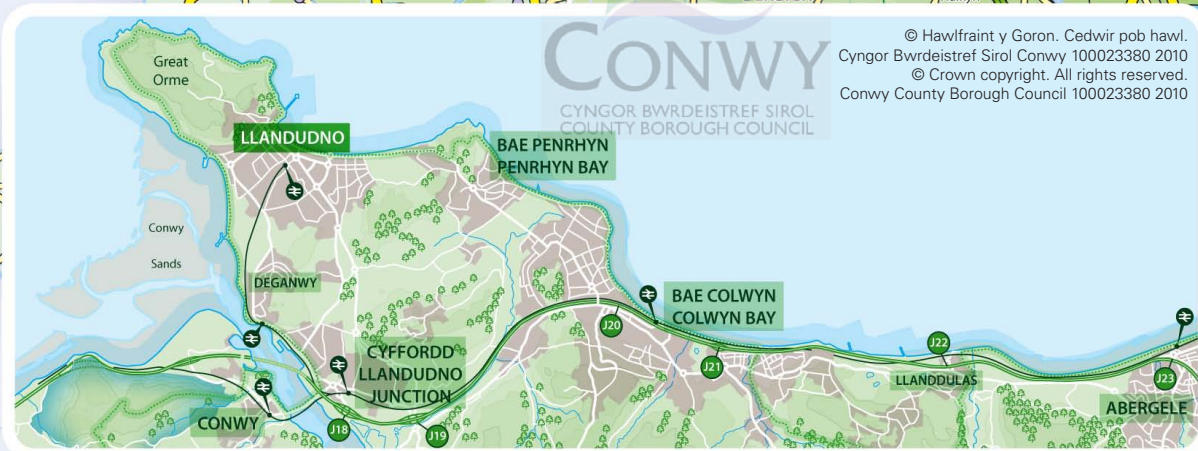 © Hawlfraint y Goron. Cedwir pob hawl.
Cyngor Bwrdeistref Sirol Conwy 100023380 2010
© Crown copyright. All rights reserved.
Conwy County Borough Council 100023380 2010
CONWY
CYNGOR BWRDEISTREF SIROL
COUNTY BOROUGH COUNCIL
Great
Orme
LLANDUDNO
BAE PENRHYN
PENRHYN BAY
Conwy
Sands
DEGANWY
BAE COLWYN
COLWYN BAY
J20
J21
J22
LLANDDULAS
J23
ABERGELE
CYFFORDD
LLANDUDNO
JUNCTION
CONWY
J18
J19